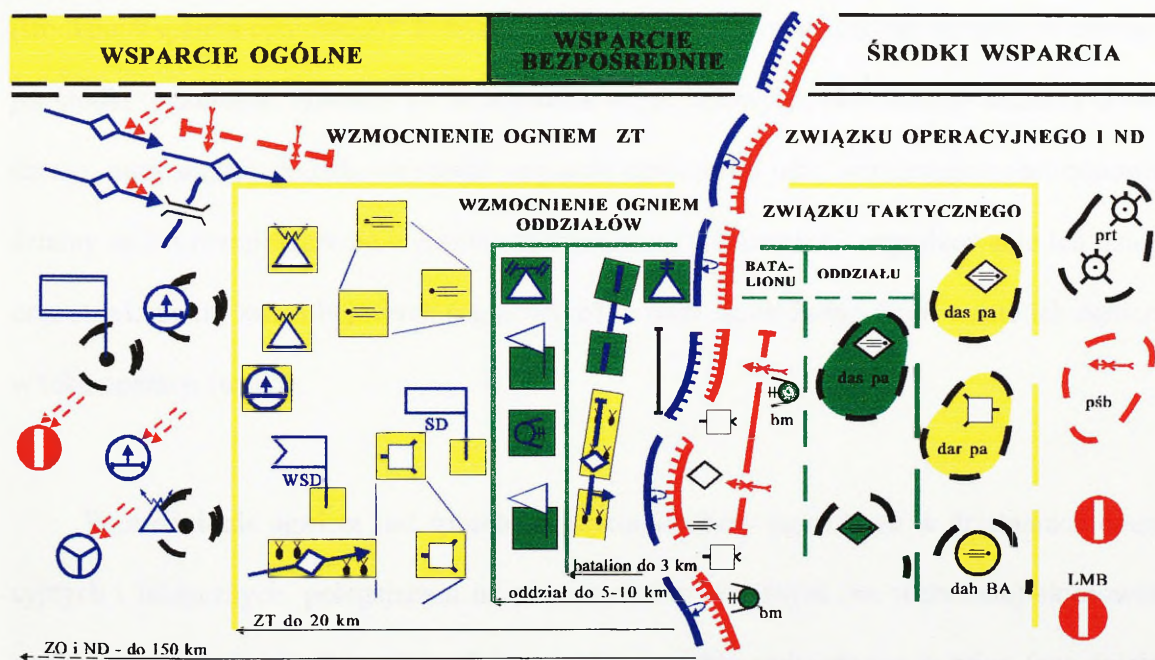 WSPARCIE OGÓLNE
WSPARCIE
BEZPOŚREDNIE
ŚRODKI WSPARCIA
WZMOCNIENIE OGNIEM ZT
ZWIĄZKU OPERACYJNEGO I ND
WZMOCNIENIE OGNIEM
ODDZIAŁÓW
ZWIĄZKU TAKTYCZNEGO
BATA-
LIONU
ODDZIAŁU
prt
das pa
das pa
pśb
bm
SD
dar pa
WSD
batalion do 3 km
oddział do 5-10 km
bm
dah BA
LMB
ZT do 20 km
ZO i ND - do 150 km